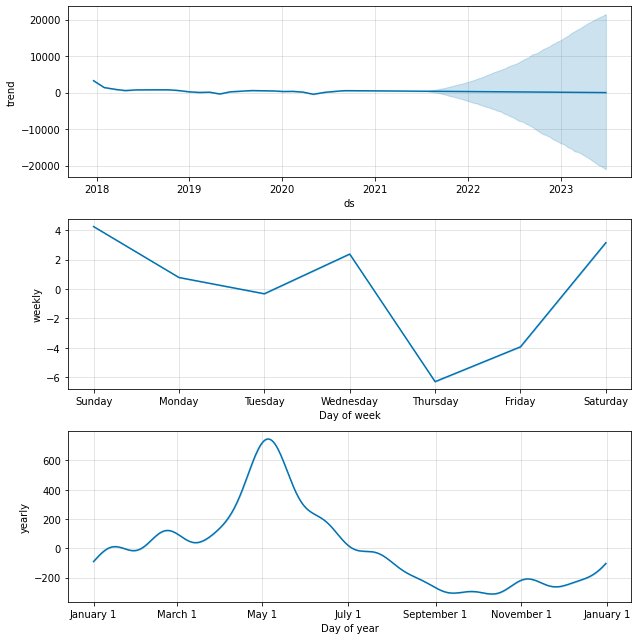 20000
10000
0
−10000
−20000
trend
2018 2019 2020 2021 2022 2023
ds
4
2
0
−2
−4
−6
weekly
Sunday Monday Tuesday Wednesday Thursday Friday Saturday
Day of week
600
400
200
0
−200
yearly
January 1 March 1 May 1 July 1 September 1 November 1 January 1
Day of year